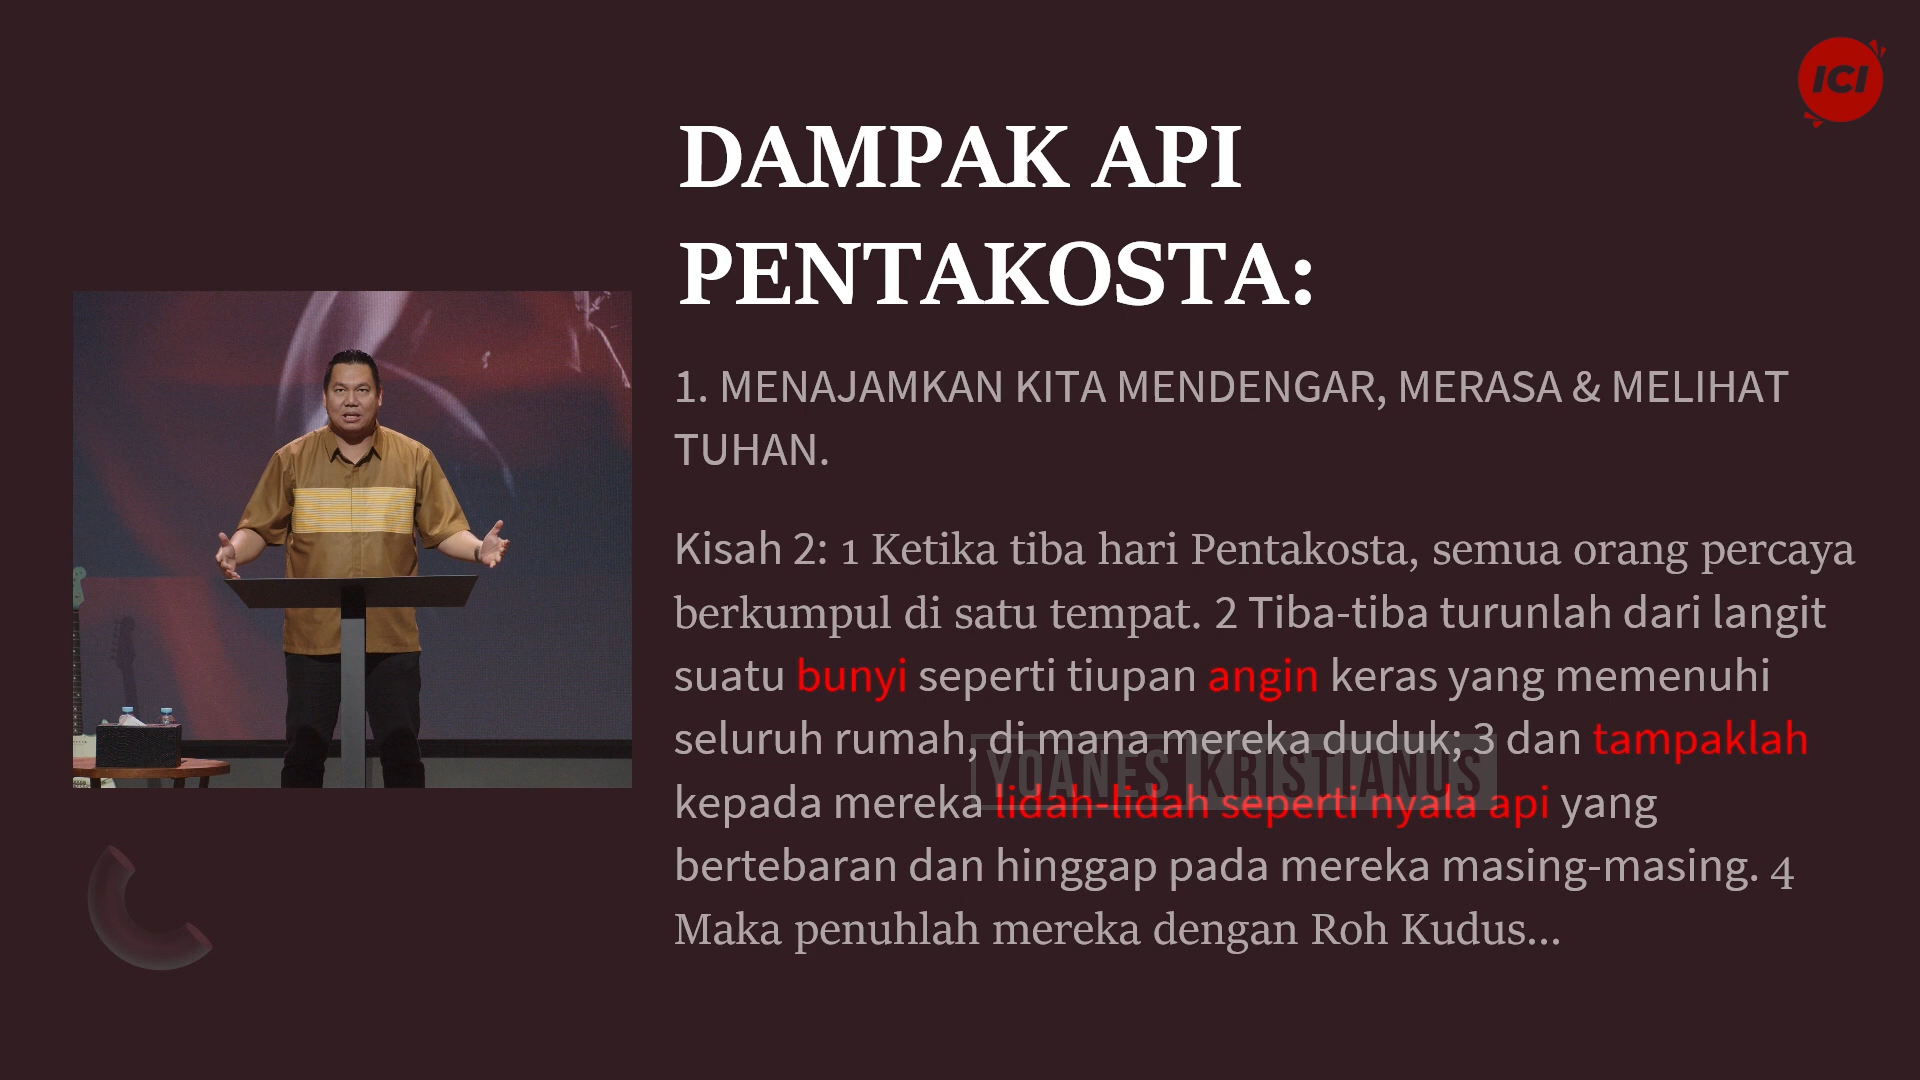 ICI
DAMPAK API
PENTAKOSTA:
1. MENAJAMKAN KITA MENDENGAR, MERASA & MELIHAT
TUHAN.
Kisah 2: 1 Ketika tiba hari Pentakosta, semua orang percaya
berkumpul di satu tempat. 2 Tiba-tiba turunlah dari langit
suatu bunyi seperti tiupan angin keras yang memenuhi
seluruh rumah, di mana mereka duduk; 3 dan tampaklah
YOANES KRISTIANUS
kepada mereka lidah-lidah seperti nyala api yang
bertebaran dan hinggap pada mereka masing-masing. 4
Maka penuhlah mereka dengan Roh Kudus...